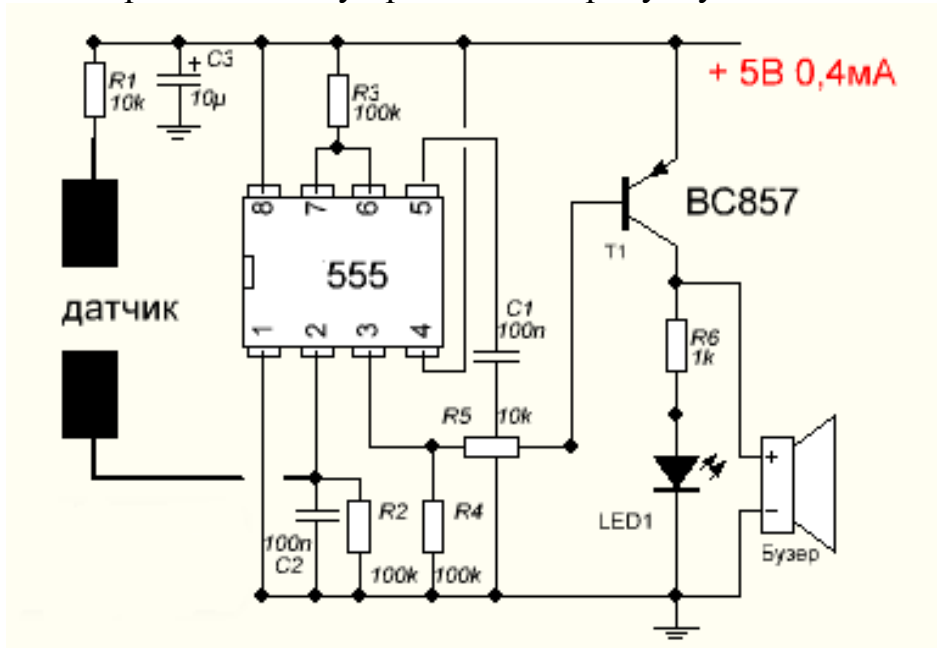 R1
10k
+ C3
10µ
R3
100k
+ 5В 0,4мА
8 7 6 5
555
1 2 3 4
BC857
T1
датчик
C1
100n
R6
1k
R5 10k
R2 R4
100n
C2
100k 100k
LED1
+
−
Бузер